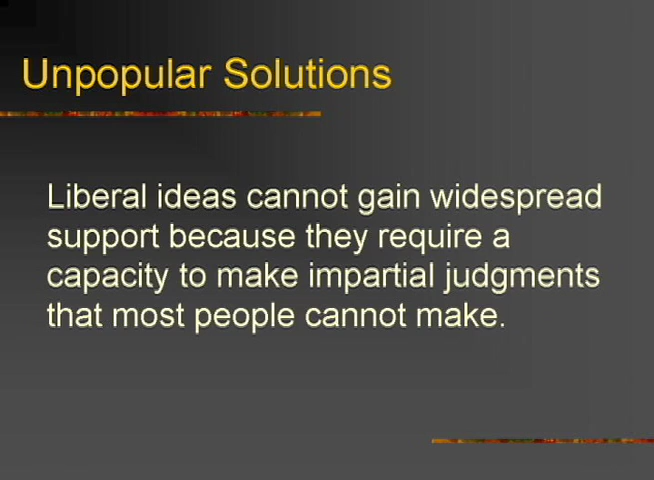 Unpopular Solutions
Liberal ideas cannot gain widespread
support because they require a
capacity to make impartial judgments
that most people cannot make.